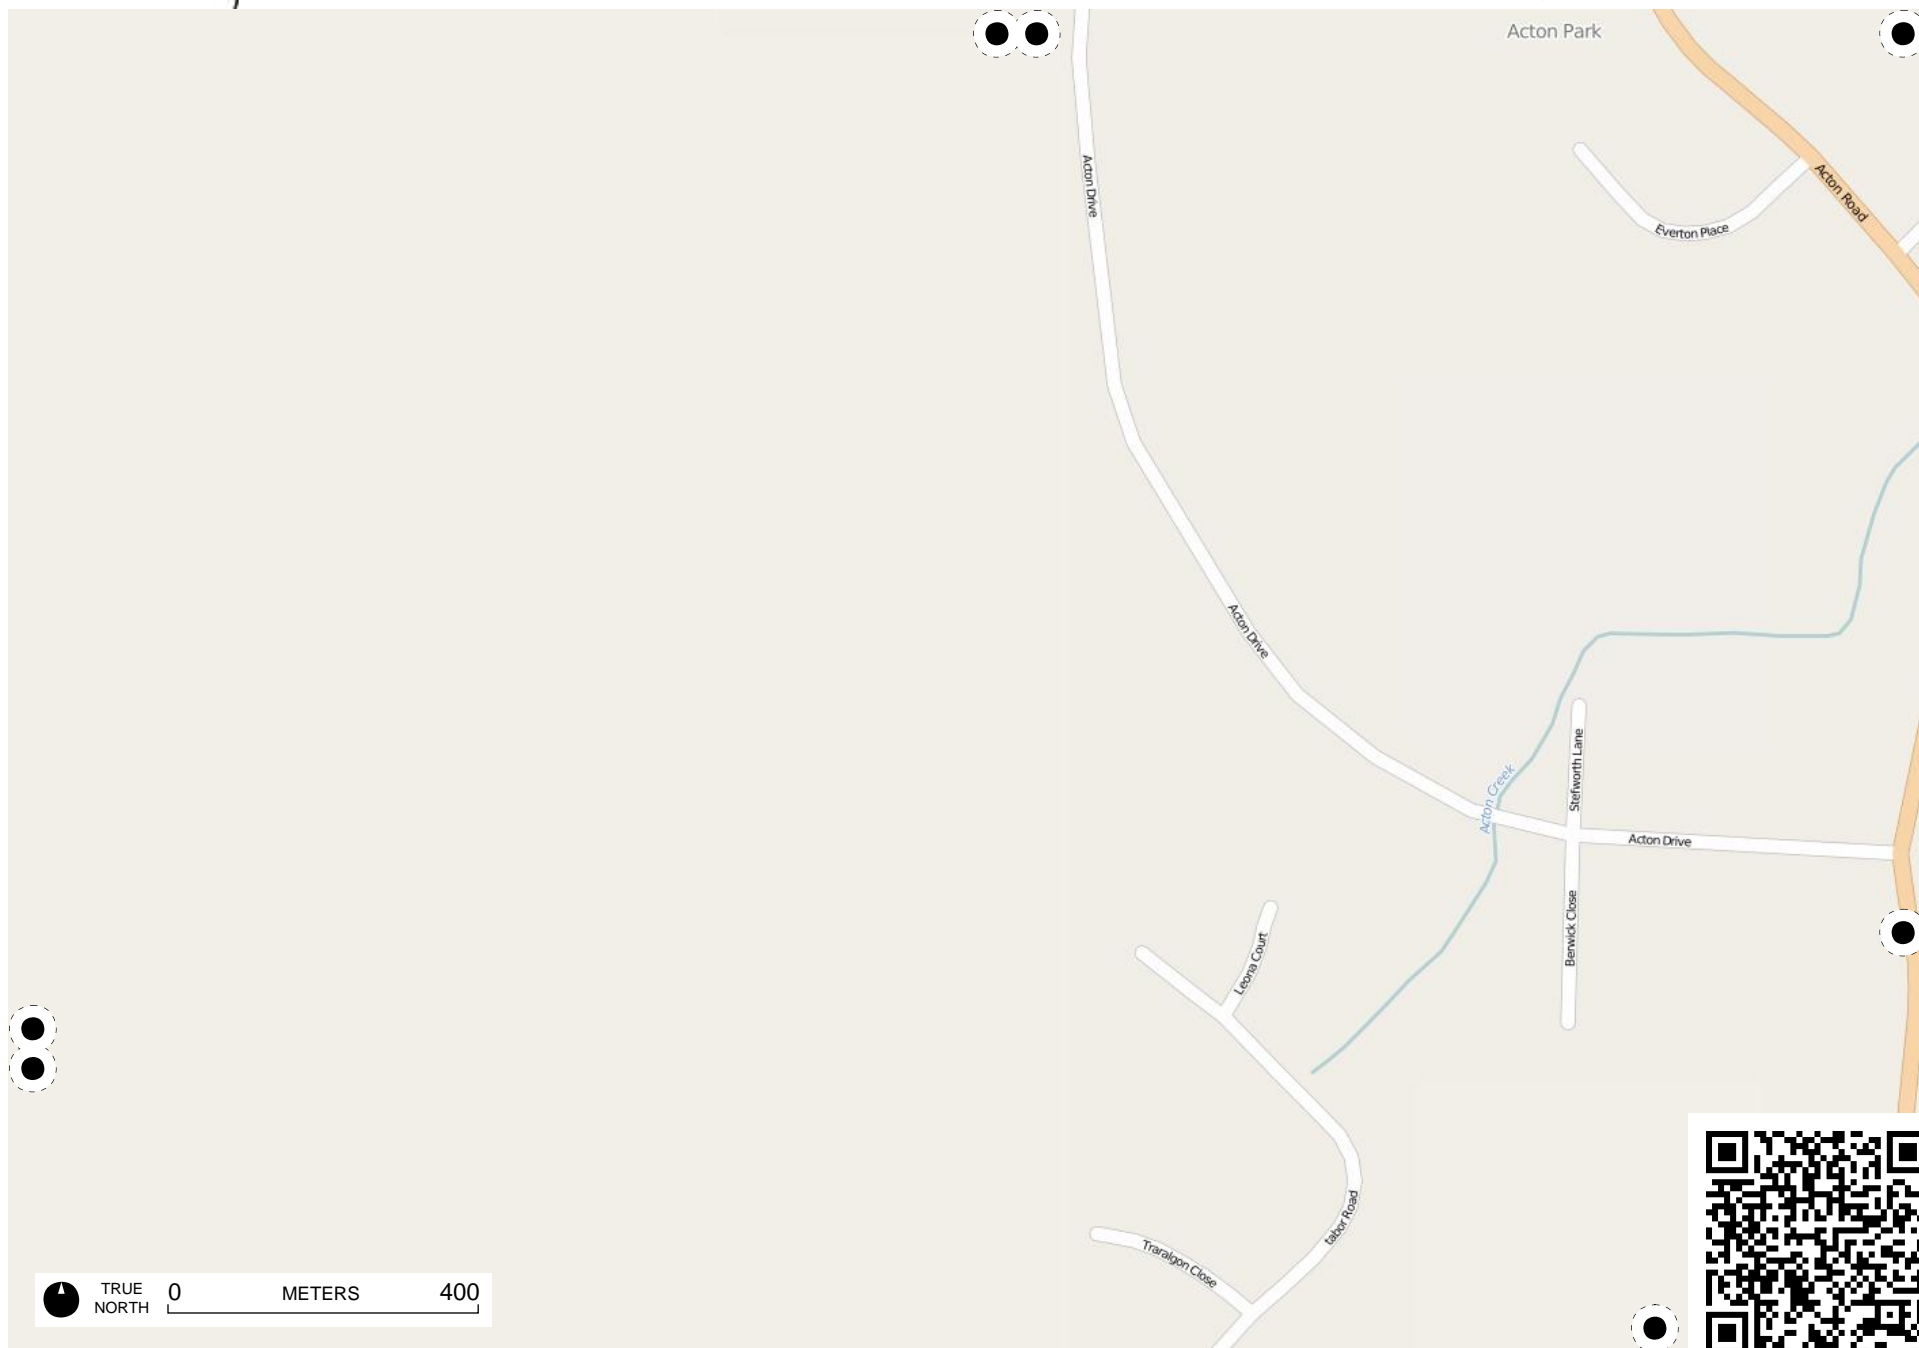 Acton Park
Acton Drive
Acton Road
Everton Place
Acton Drive
Stefworth Lane
Acton Creek
Acton Drive
Berwick Close
Leona Court
tabor Road
Traralgon Close
TRUE
NORTH
0 METERS 400